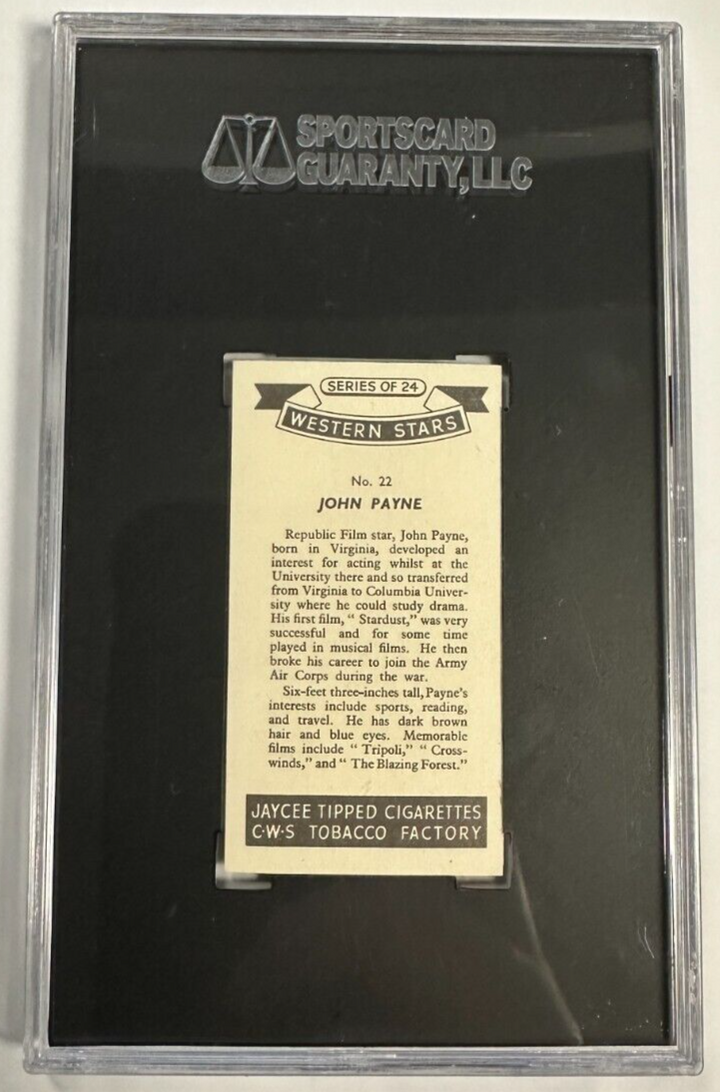 SPORTSCARD
GUARANTY, LLC
SERIES OF 24
WESTERN STARS
No. 22
JOHN PAYNE
Republic Film star, John Payne,
born in Virginia, developed an
interest for acting whilst at the
University there and so transferred
from Virginia to Columbia Univer-
sity where he could study drama.
His first film, “ Stardust,” was very
successful and for some time
played in musical films. He then
broke his career to join the Army
Air Corps during the war.
Six-feet three-inches tall, Payne's
interests include sports, reading,
and travel. He has dark brown
hair and blue eyes. Memorable
films include “ Tripoli,” “ Cross-
winds,” and “ The Blazing Forest.”
JAYCEE TIPPED CIGARETTES
C·W·S TOBACCO FACTORY